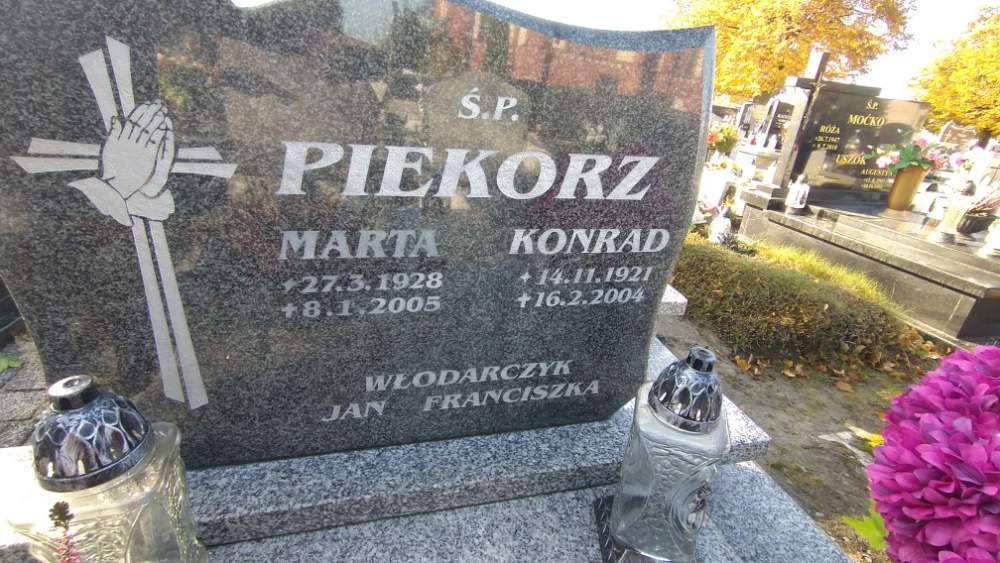 Ś.P.
PIEKORZ
MARTA KONRAD
*27.3.1928 *14.11.1921
+8.1.2005 +16.2.2004
WŁODARCZYK
JAN FRANCISZKA
Ś.P.
MOĆKO
RÓŻA
USZOK